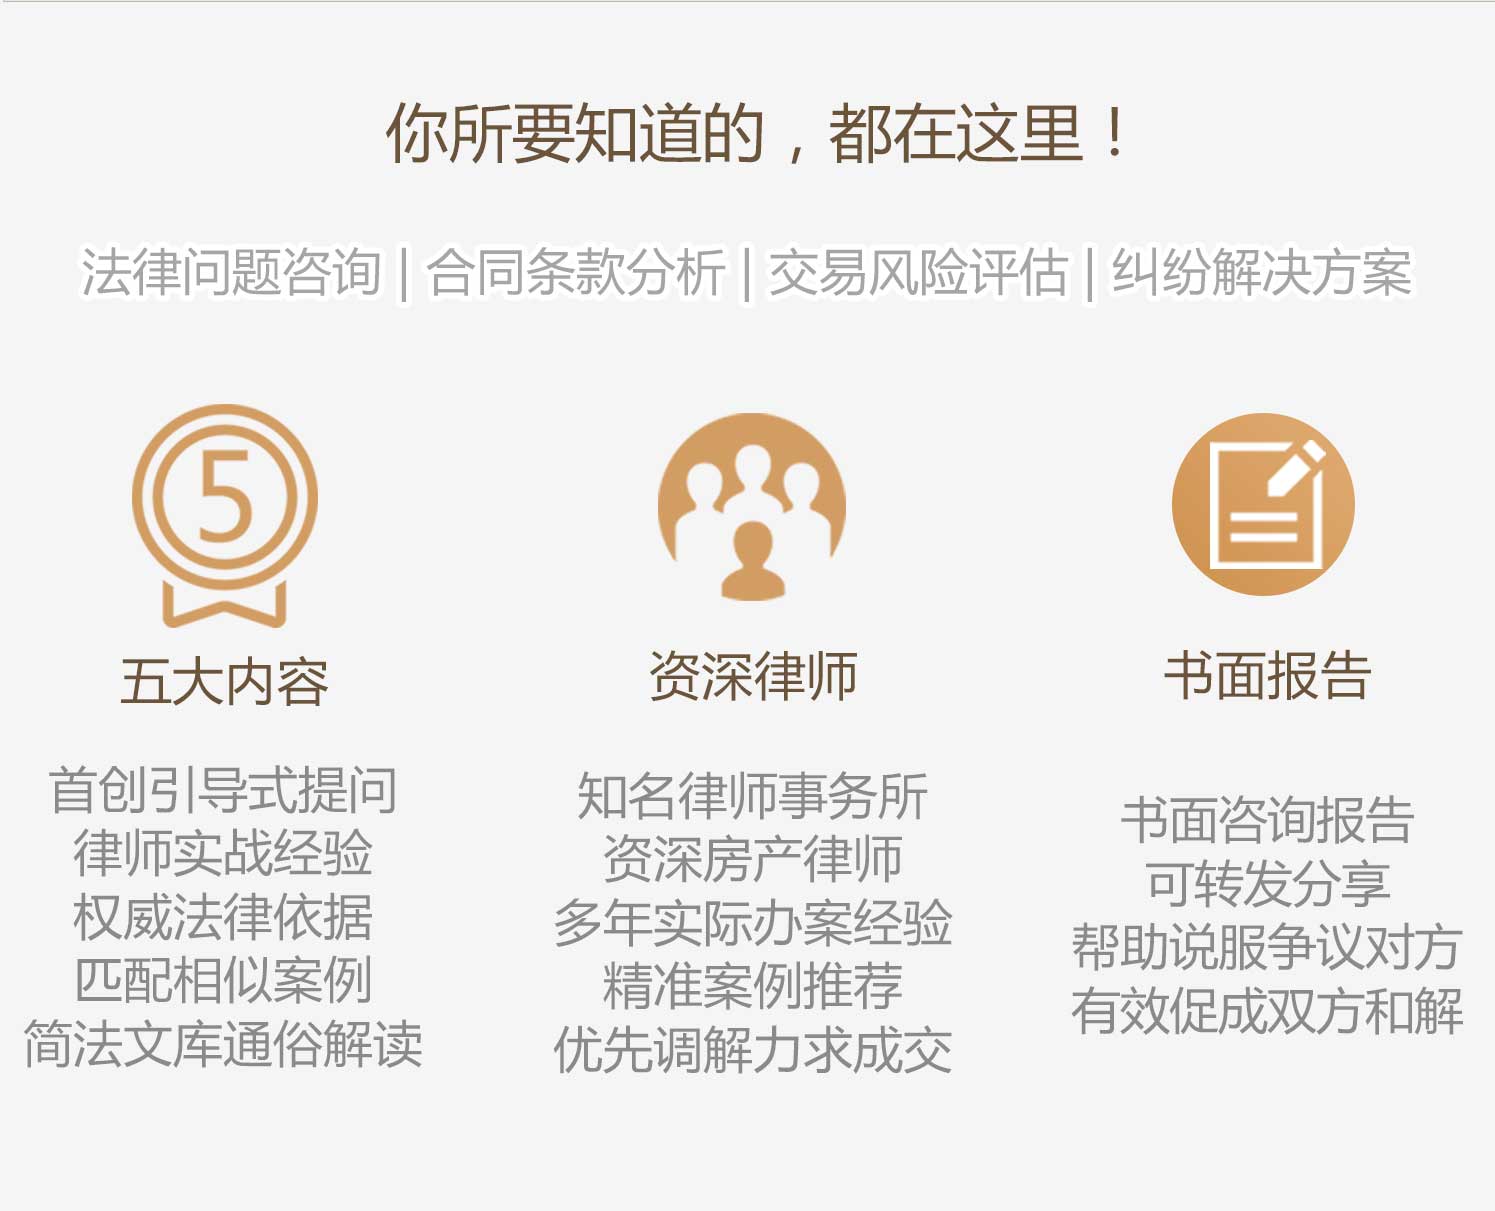 你所要知道的，都在这里！
法律问题咨询 | 合同条款分析 | 交易风险评估 | 纠纷解决方案
5
五大内容
首创引导式提问
律师实战经验
权威法律依据
匹配相似案例
简法文库通俗解读
资深律师
知名律师事务所
资深房产律师
多年实际办案经验
精准案例推荐
优先调解力求成交
书面报告
书面咨询报告
可转发分享
帮助说服争议对方
有效促成双方和解